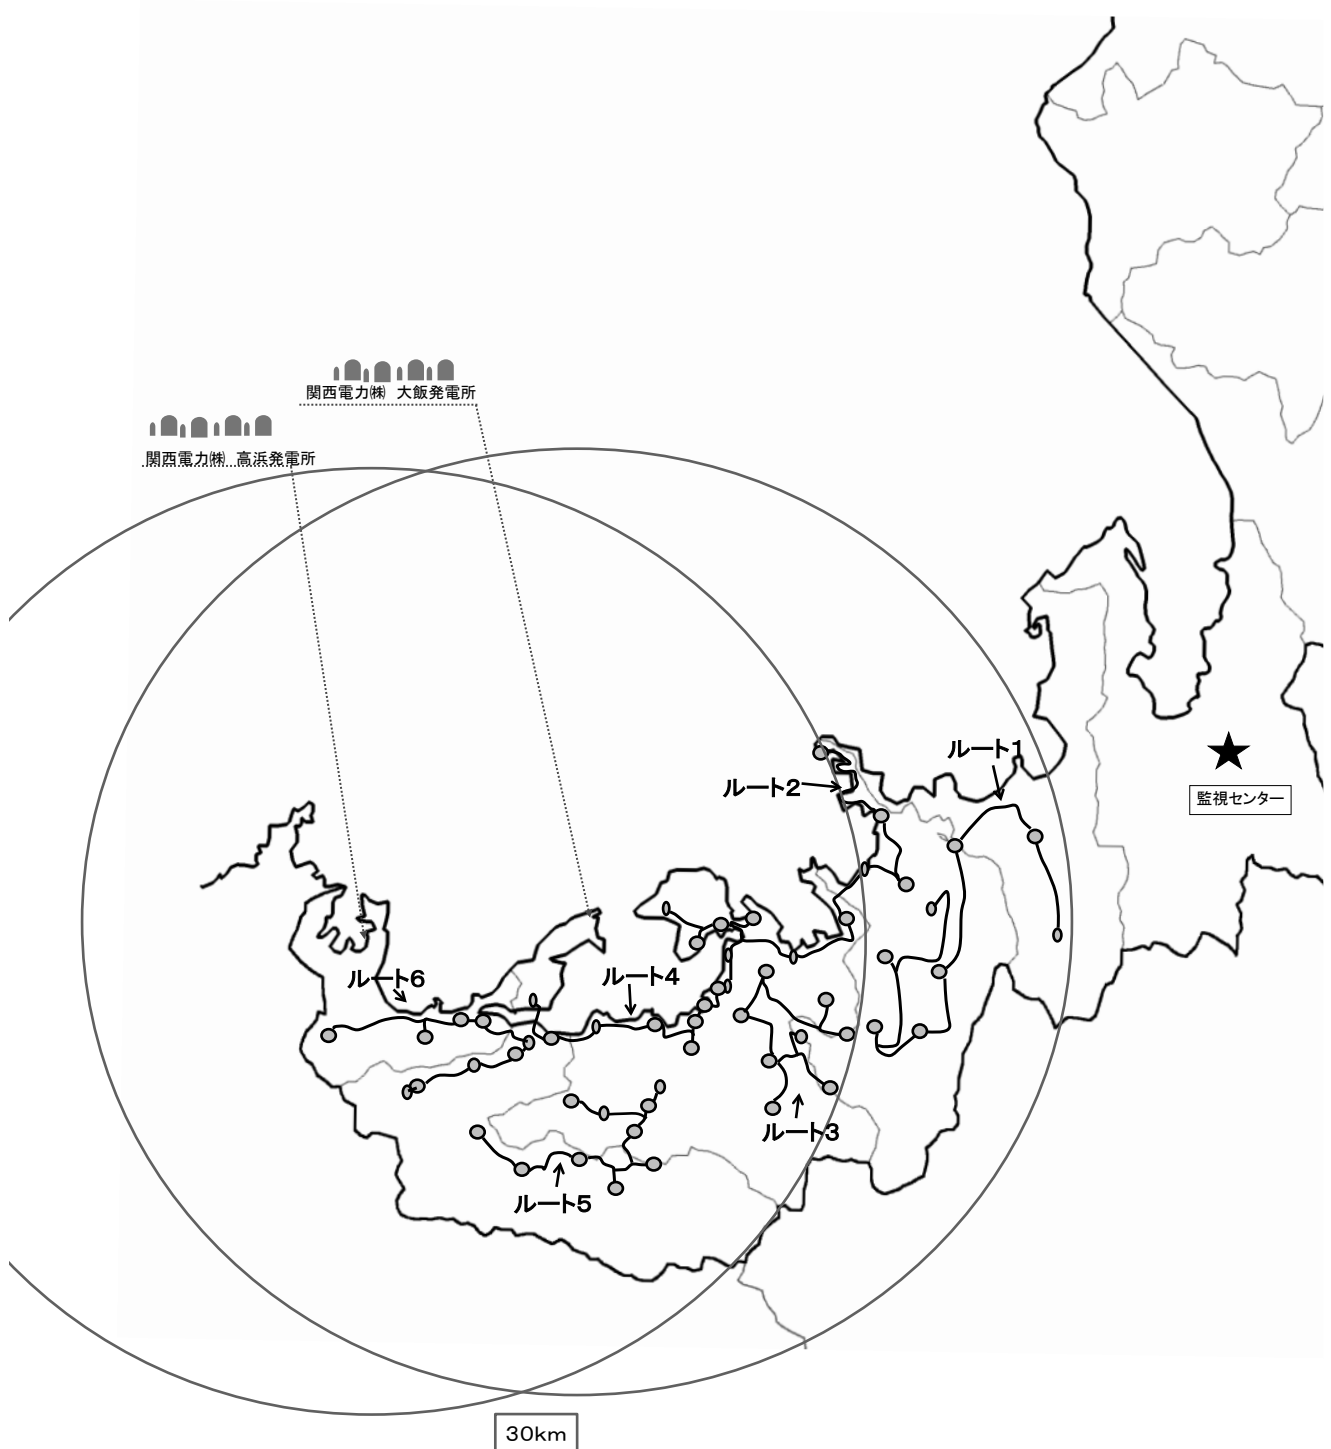 関西電力㈱ 大飯発電所
関西電力㈱ 高浜発電所
ルート1
ルート2
監視センター
ルート6
ルート4
ルート3
ルート5
30km